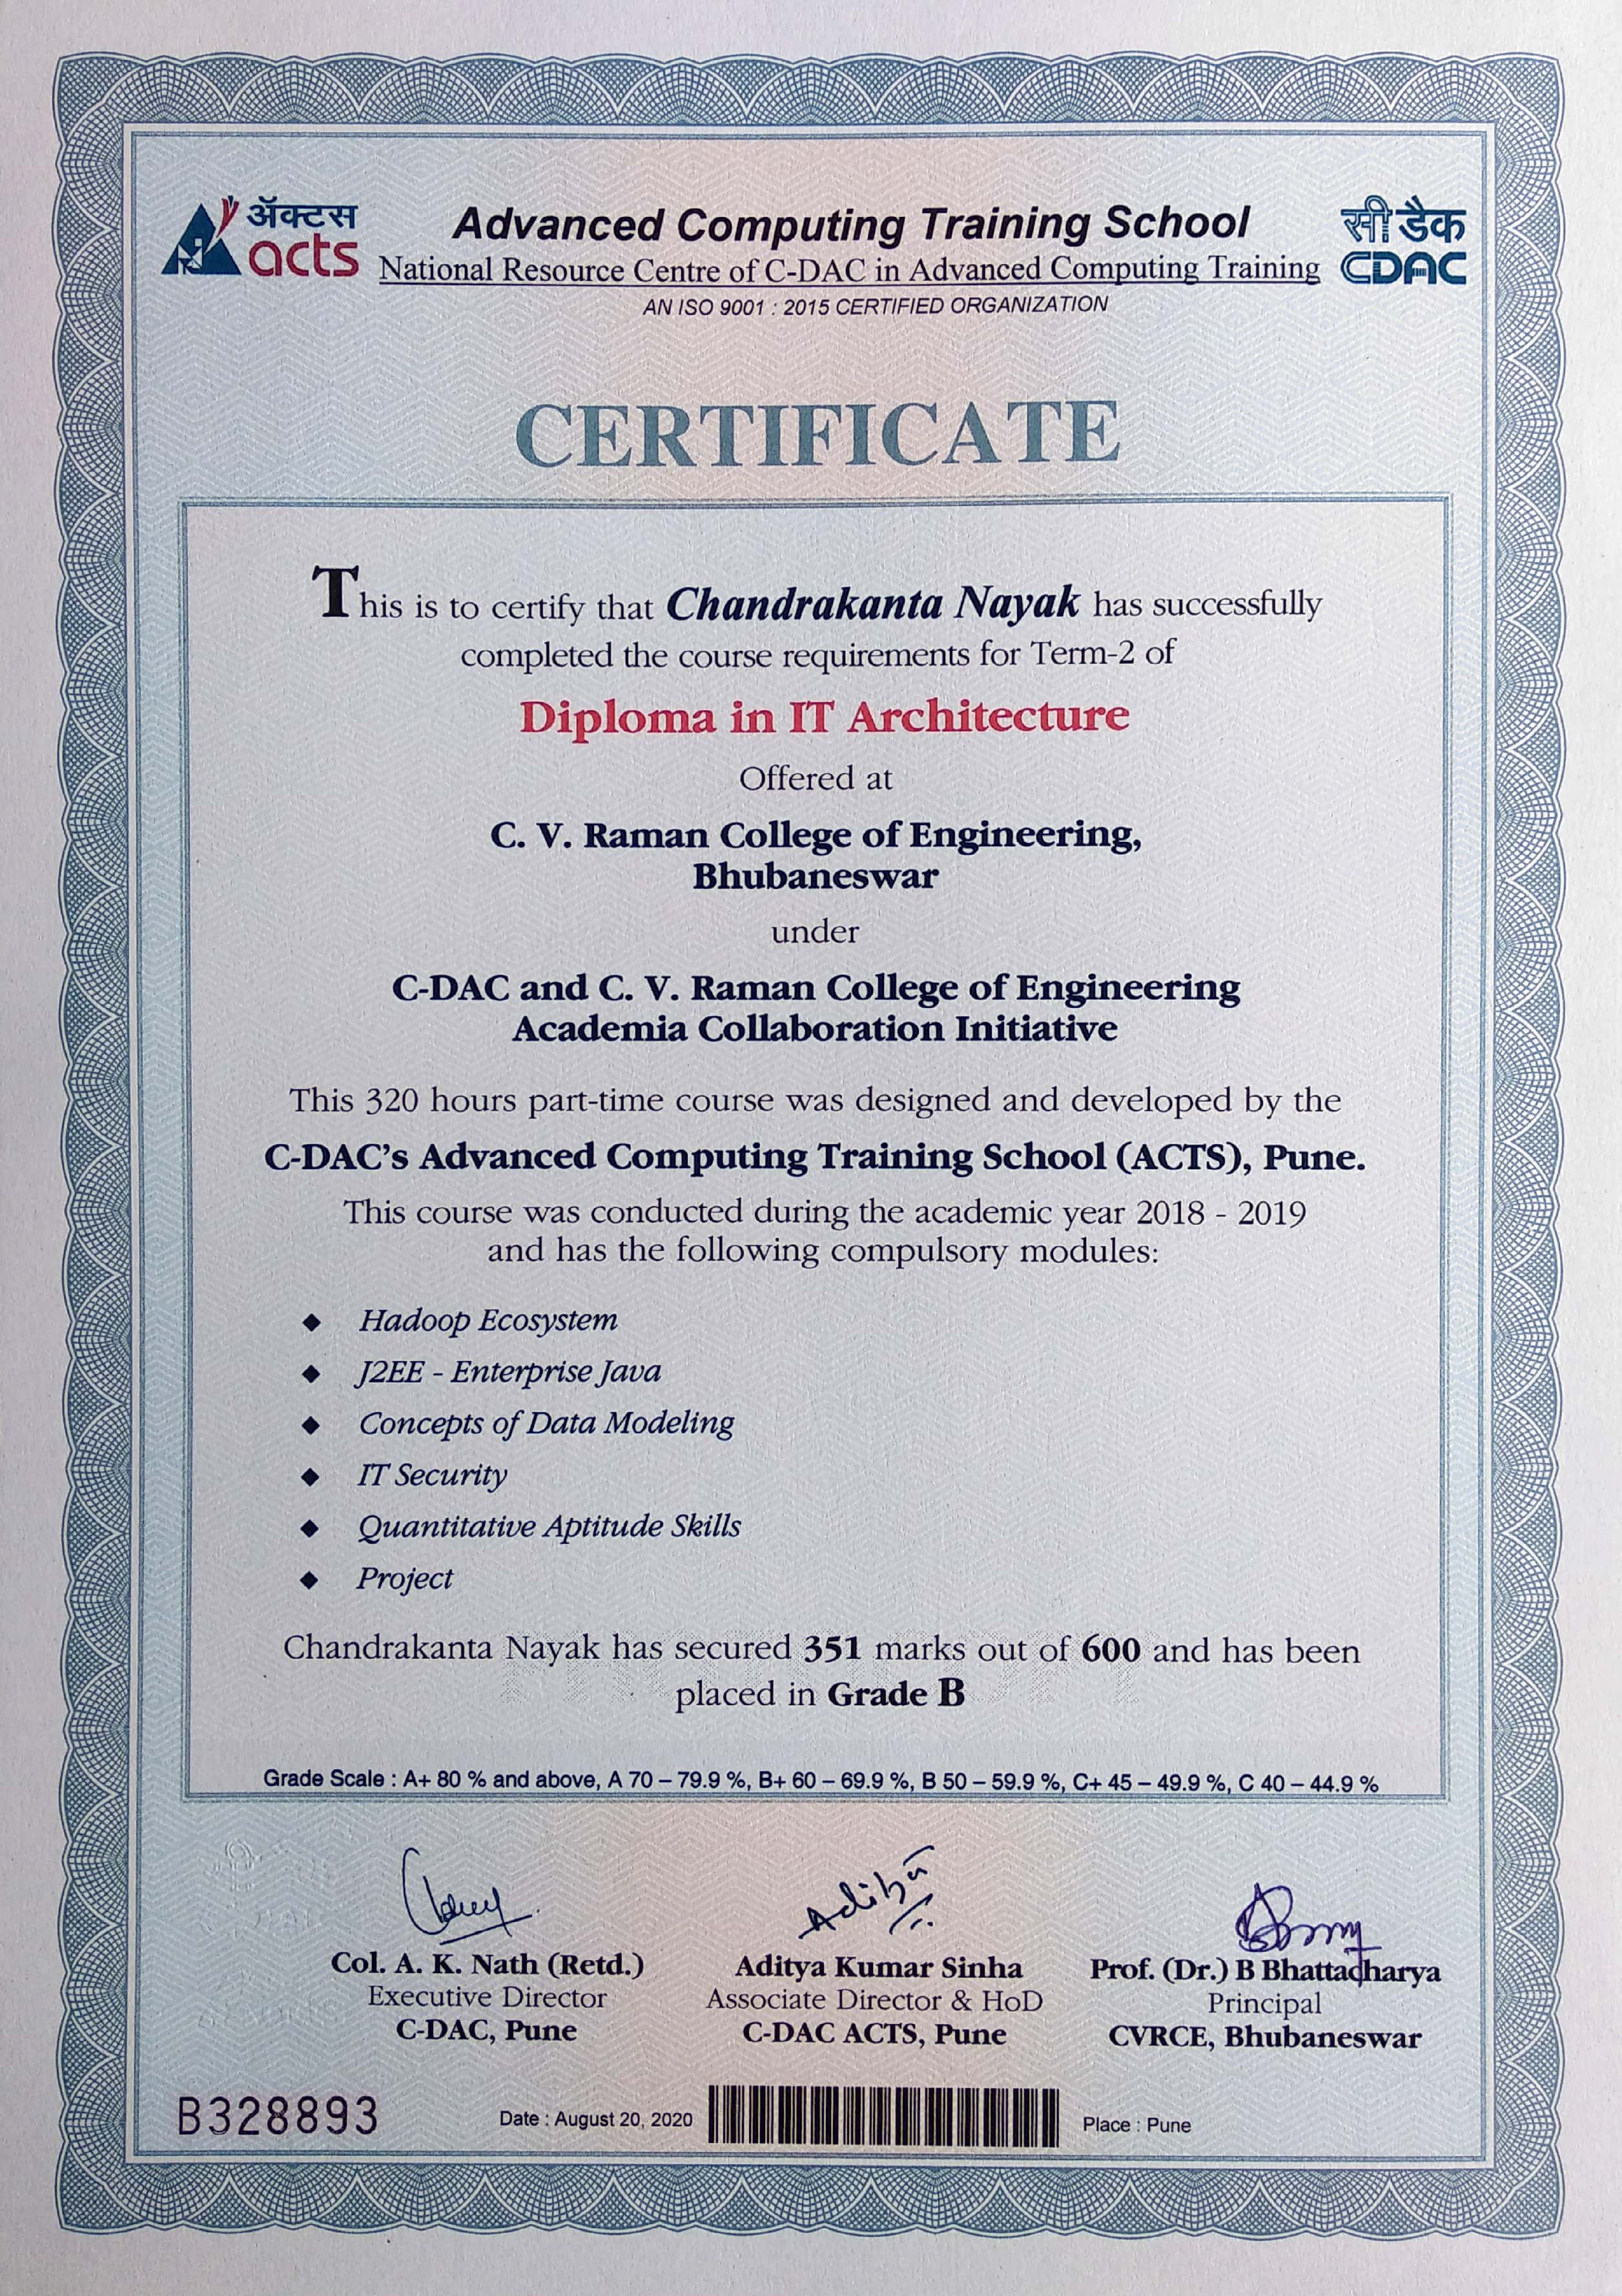 ॲक्टस
acts
Advanced Computing Training School
National Resource Centre of C-DAC in Advanced Computing Training
AN ISO 9001 : 2015 CERTIFIED ORGANIZATION
सी डैक
CDAC
CERTIFICATE
This is to certify that Chandrakanta Nayak has successfully
completed the course requirements for Term-2 of
Diploma in IT Architecture
Offered at
C. V. Raman College of Engineering,
Bhubaneswar
under
C-DAC and C. V. Raman College of Engineering
Academia Collaboration Initiative
This 320 hours part-time course was designed and developed by the
C-DAC's Advanced Computing Training School (ACTS), Pune.
This course was conducted during the academic year 2018 - 2019
and has the following compulsory modules:
◆ Hadoop Ecosystem
◆ J2EE - Enterprise Java
◆ Concepts of Data Modeling
◆ IT Security
◆ Quantitative Aptitude Skills
◆ Project
Chandrakanta Nayak has secured 351 marks out of 600 and has been
placed in Grade B
Grade Scale : A+ 80 % and above, A 70 – 79.9 %, B+ 60 – 69.9 %, B 50 – 59.9 %, C+ 45 – 49.9 %, C 40 – 44.9 %
Col. A. K. Nath (Retd.)
Executive Director
C-DAC, Pune
Aditya
Aditya Kumar Sinha
Associate Director & HoD
C-DAC ACTS, Pune
Prof. (Dr.) B Bhattacharya
Principal
CVRCE, Bhubaneswar
B328893
Date : August 20, 2020
Place : Pune